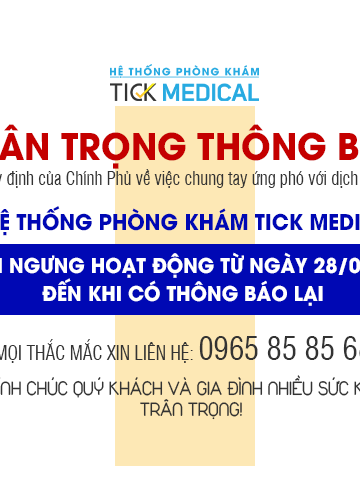 HỆ THỐNG PHÒNG KHÁM
TICK MEDICAL
ÂN TRỌNG THÔNG B
định của Chính Phủ về việc chung tay ứng phó với dịch
Ệ THỐNG PHÒNG KHÁM TICK MEDI
NGƯNG HOẠT ĐỘNG TỪ NGÀY 28/0
ĐẾN KHI CÓ THÔNG BÁO LẠI
MỌI THẮC MẮC XIN LIÊN HỆ: 0965 85 85 6
NH CHÚC QUÝ KHÁCH VÀ GIA ĐÌNH NHIỀU SỨC K
TRÂN TRỌNG!